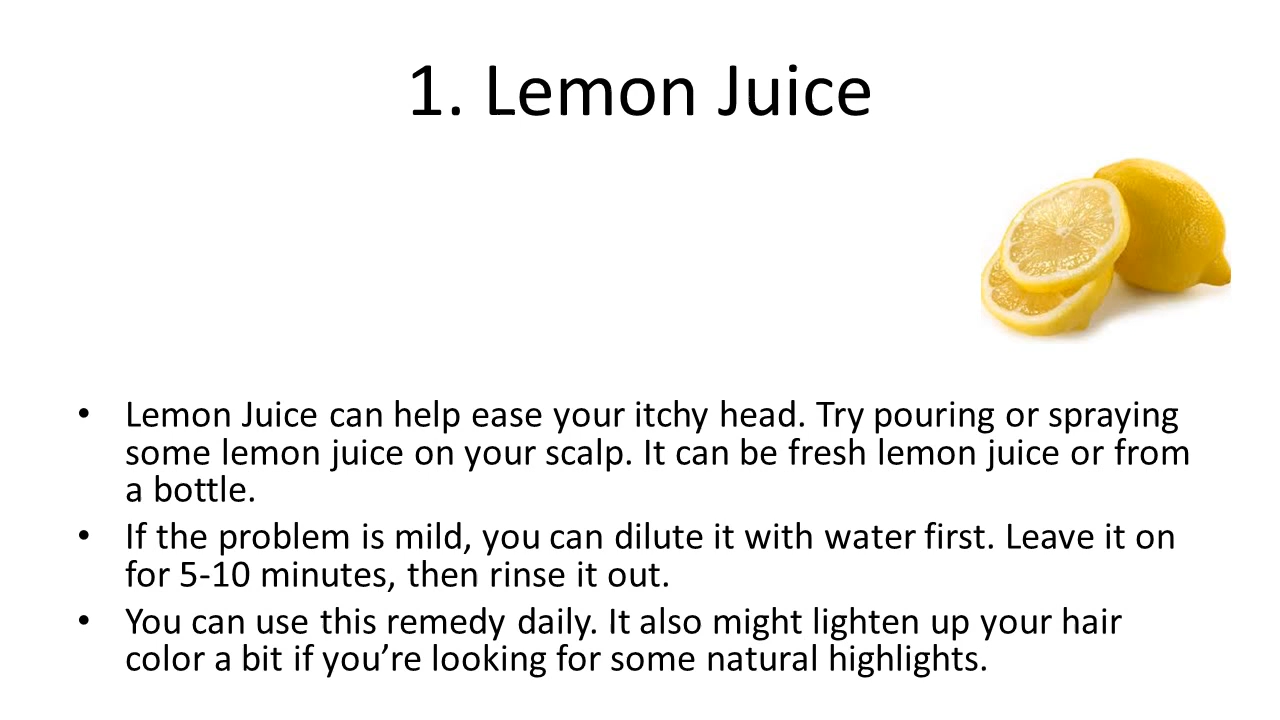 1. Lemon Juice
• Lemon Juice can help ease your itchy head. Try pouring or spraying
some lemon juice on your scalp. It can be fresh lemon juice or from
a bottle.
• If the problem is mild, you can dilute it with water first. Leave it on
for 5-10 minutes, then rinse it out.
• You can use this remedy daily. It also might lighten up your hair
color a bit if you’re looking for some natural highlights.